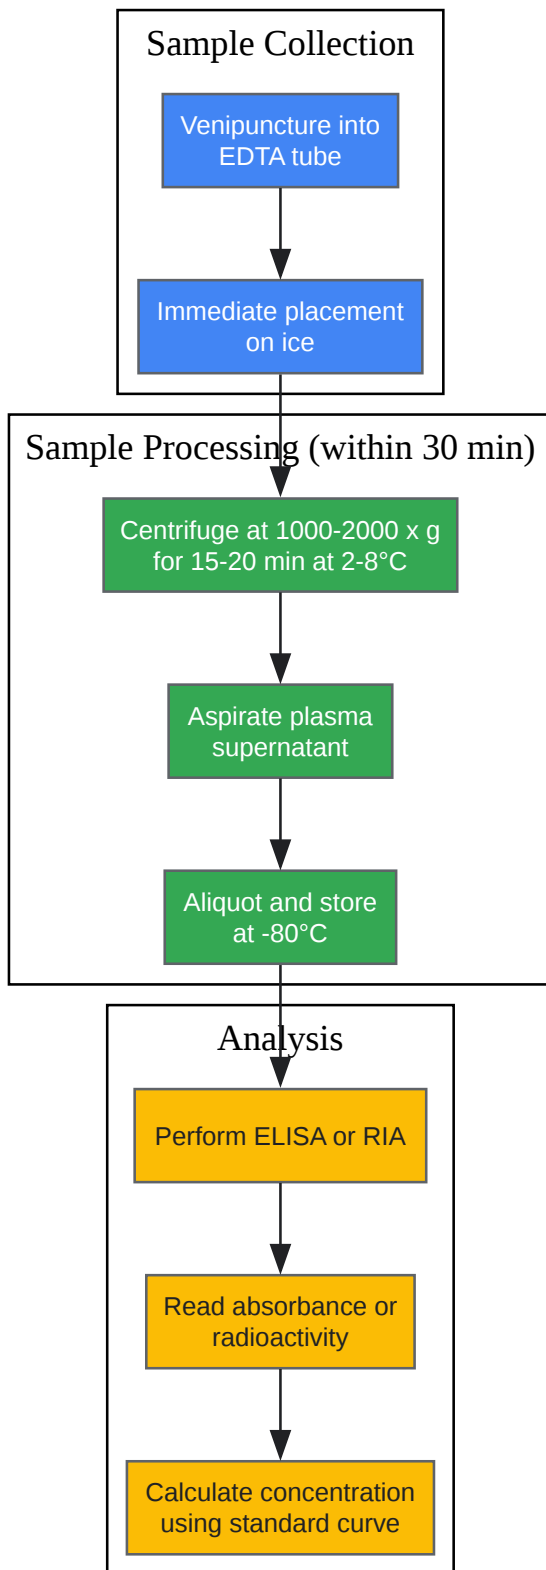 Sample Collection
Venipuncture into
EDTA tube
Immediate placement
on ice
Sample Processing (within 30 min)
Centrifuge at 1000-2000 x g
for 15-20 min at 2-8°C
Aspirate plasma
supernatant
Aliquot and store
at -80°C
Analysis
Perform ELISA or RIA
Read absorbance or
radioactivity
Calculate concentration
using standard curve